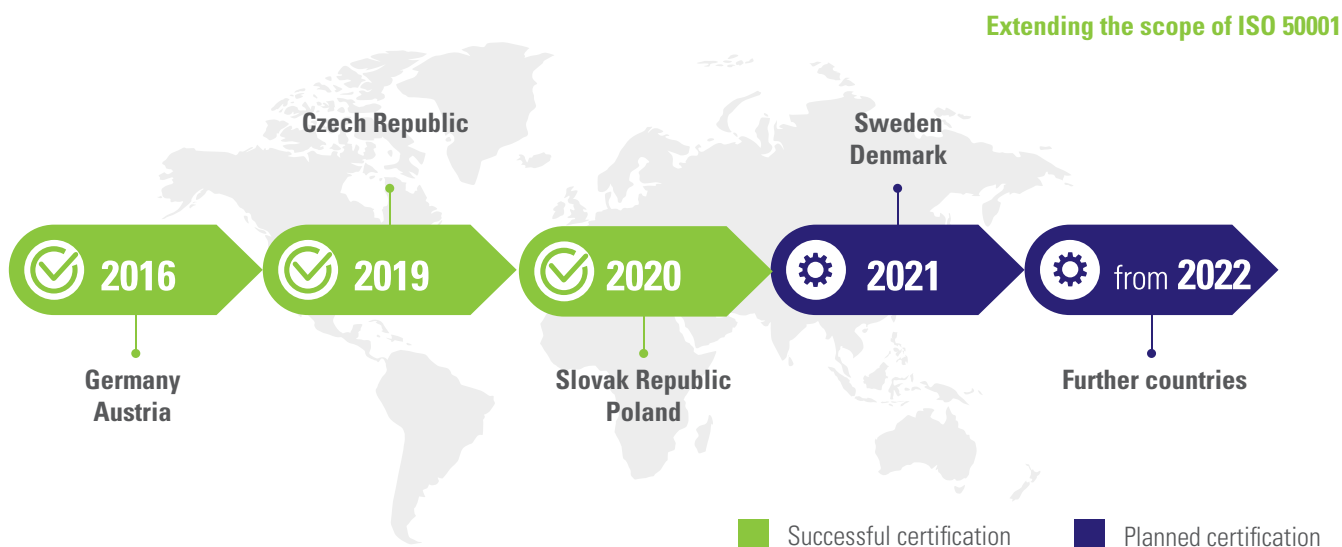 Extending the scope of ISO 50001
Czech Republic
Sweden
Denmark
2016
2019
2020
2021
from 2022
Germany
Austria
Slovak Republic
Poland
Further countries
Successful certification
Planned certification